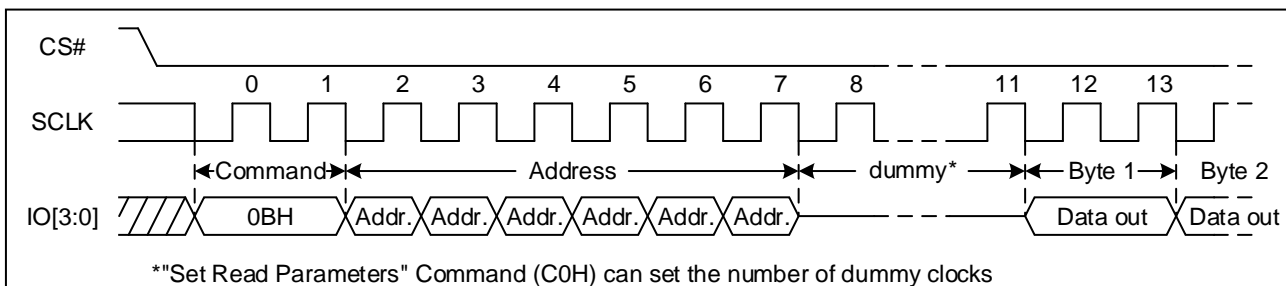 CS#
0 1 2 3 4 5 6 7 8 11 12 13
SCLK
Command Address dummy* Byte 1 Byte 2
IO[3:0] 0BH Addr. Addr. Addr. Addr. Addr. Addr. Data out Data out
*"Set Read Parameters" Command (C0H) can set the number of dummy clocks